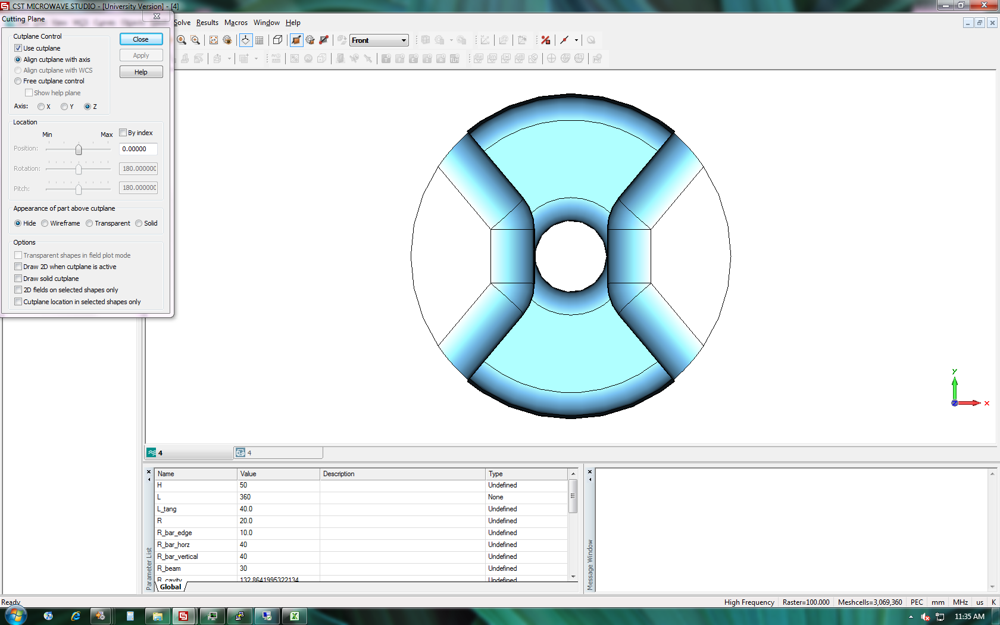 CST MICROWAVE STUDIO - [University Version] - [4]
Cutting Plane
Solve Results Macros Window Help
Cutplane Control
Close
Use cutplane
Front
Align cutplane with axis
Apply
Align cutplane with WCS
Help
Free cutplane control
Show help plane
Axis: X Y Z
Location
Min Max By index
Position: 0.00000
Rotation: 180.000000
Pitch: 180.000000
Appearance of part above cutplane
Hide Wireframe Transparent Solid
Options
Transparent shapes in field plot mode
Draw 2D when cutplane is active
Draw solid cutplane
2D fields on selected shapes only
Cutplane location in selected shapes only
y
z x
4 4
Name Value Description Type
H 50 Undefined
L 360 None
L_tang 40.0 Undefined
R 20.0 Undefined
R_bar_edge 10.0 Undefined
R_bar_horz 40 Undefined
R_bar_vertical 40 Undefined
R_beam 30 Undefined
R_cavity 132.8641995322134 Undefined
Global
Parameter List
Message Window
Ready High Frequency Raster=100.000 Meshcells=3,069,360 PEC mm MHz us K
11:35 AM